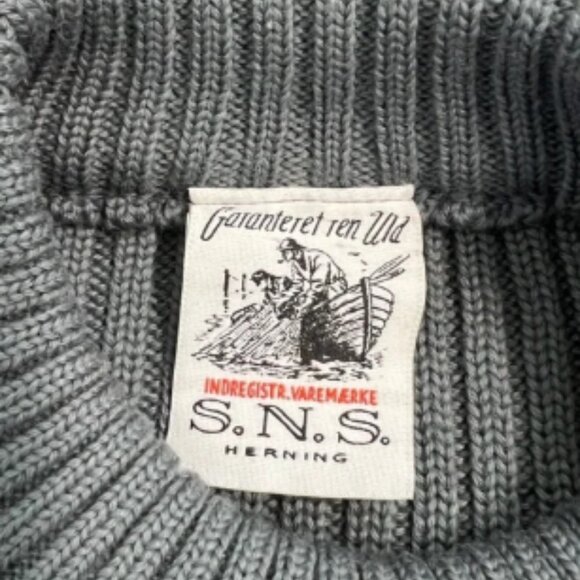 Garanteret ren Uld
INDREGISTR. VAREMÆRKE
S.N.S.
HERNING